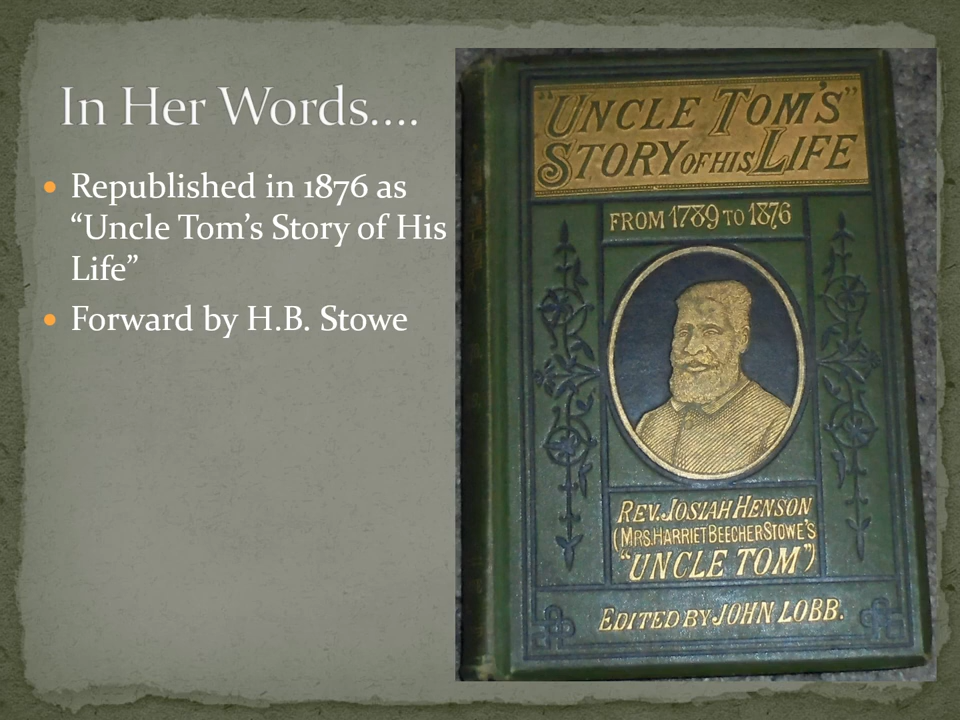 In Her Words….
Republished in 1876 as
“Uncle Tom’s Story of His
Life”
Forward by H.B. Stowe
"UNCLE TOM'S"
STORY OF HIS LIFE
FROM 1789 TO 1876
REV. JOSIAH HENSON
(MRS. HARRIET BEECHER STOWE'S
"UNCLE TOM")
EDITED BY JOHN LOBB.